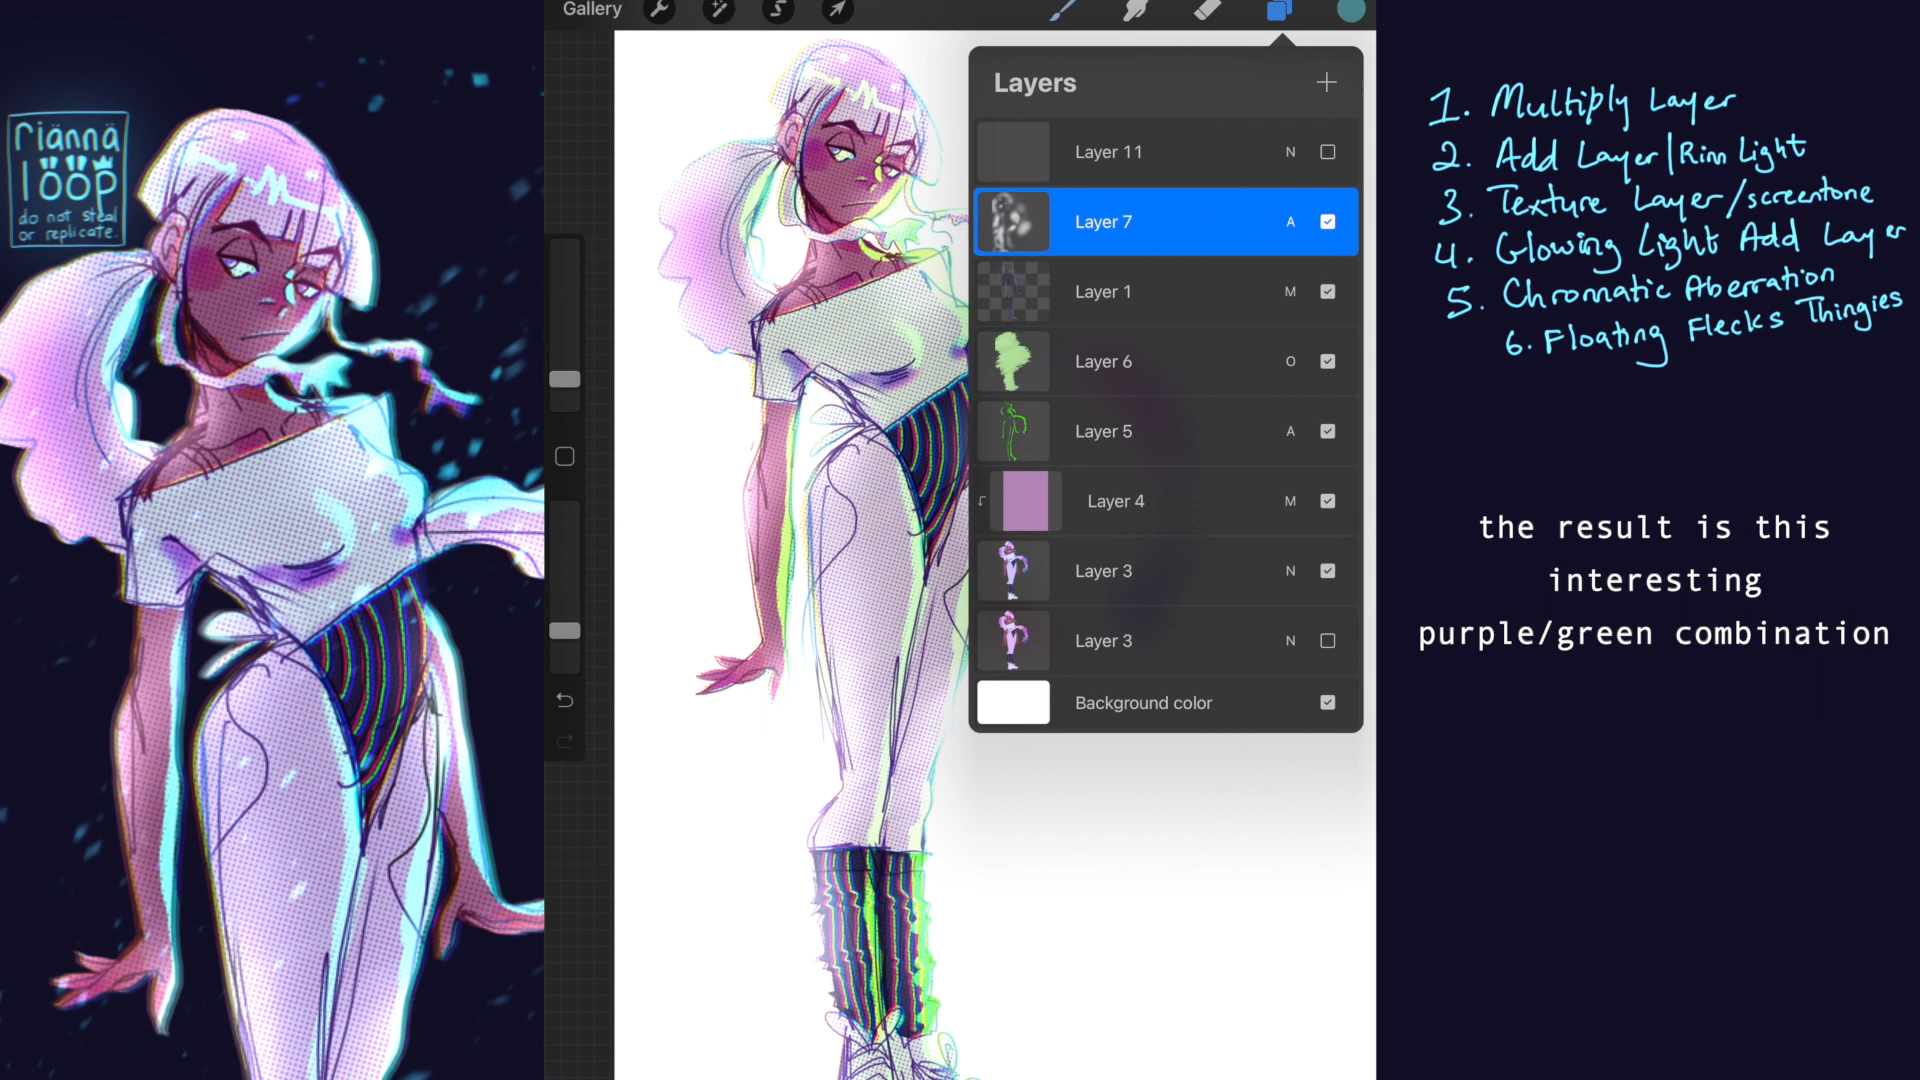 riännä
lööp
do not steal
or replicate.
Gallery
Layers
Layer 11 N
Layer 7 A
Layer 1 M
Layer 6 O
Layer 5 A
Layer 4 M
Layer 3 N
Layer 3 N
Background color
1. Multiply Layer
2. Add Layer/Rim Light
3. Texture Layer/screentone
4. Glowing Light Add Layer
5. Chromatic Aberration
6. Floating Flecks Thingies
the result is this
interesting
purple/green combination